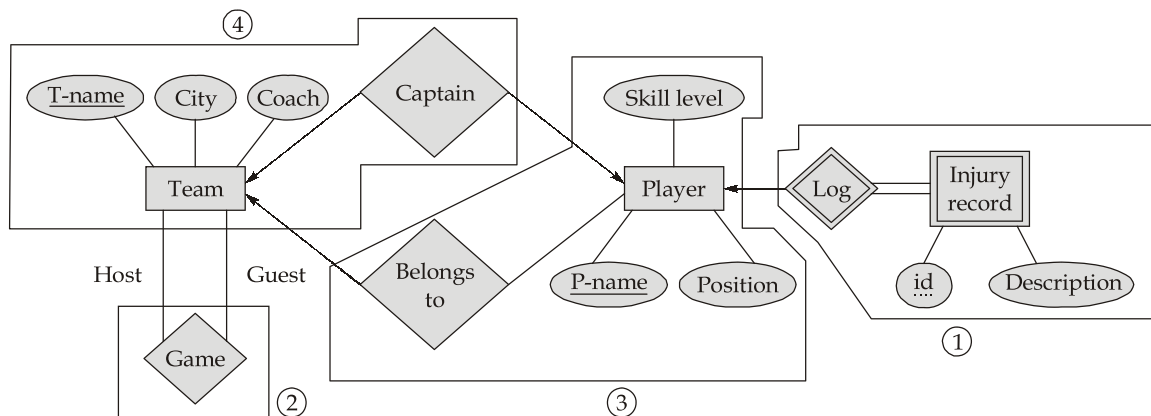 4
T-name
City
Coach
Captain
Skill level
Team
Player
Log
Injury
record
Host
Guest
Belongs
to
P-name
Position
id
Description
Game
1
2
3